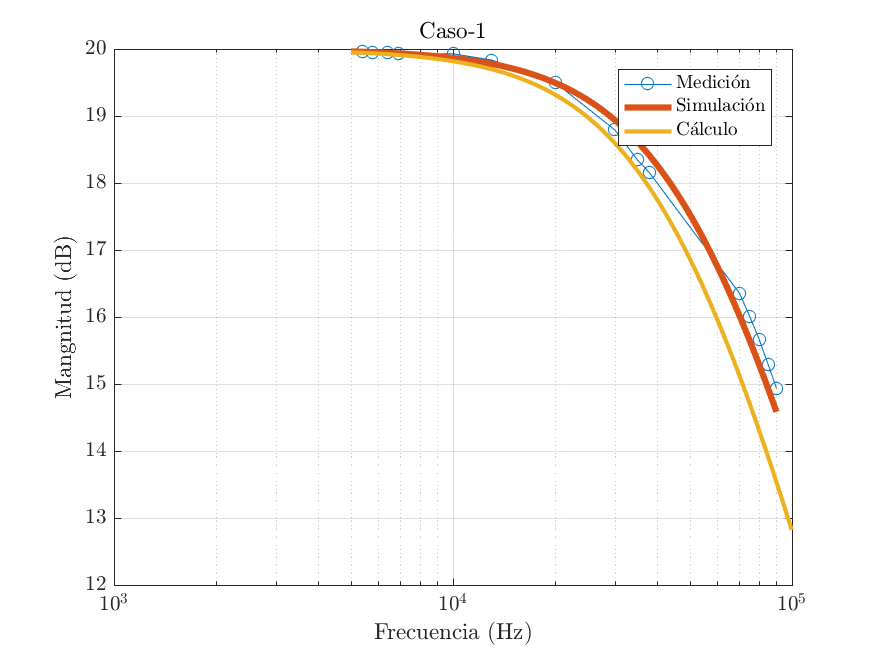 Caso-1
20
19
18
17
16
15
14
13
12
Mangnitud (dB)
Medición
Simulación
Cálculo
10³
10⁴
10⁵
Frecuencia (Hz)